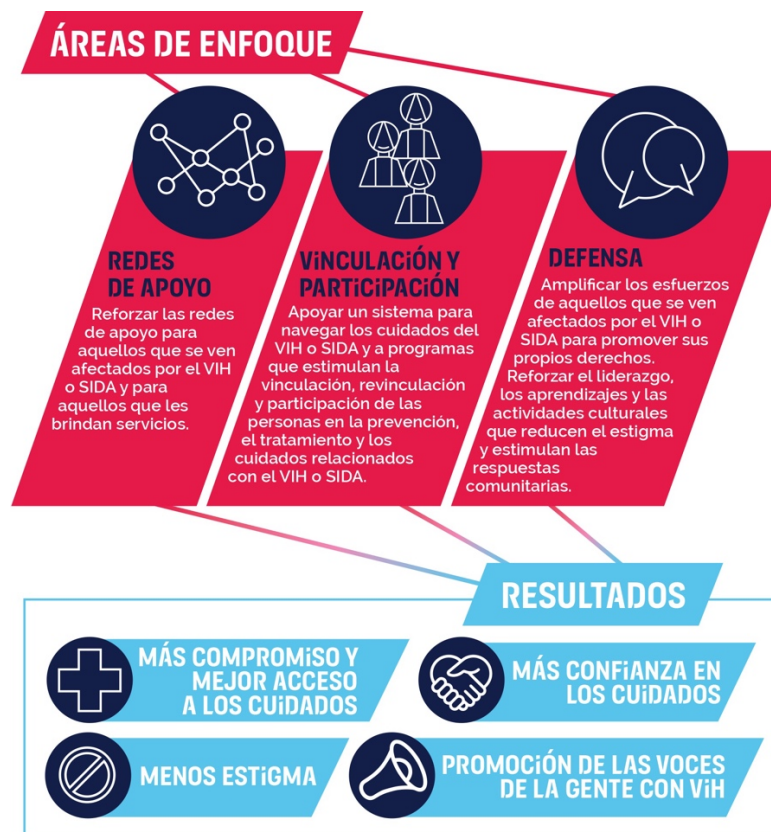 ÁREAS DE ENFOQUE
REDES
DE APOYO
Reforzar las redes
de apoyo para
aquellos que se ven
afectados por el VIH
o SIDA y para
aquellos que les
brindan servicios.
ViNCULACiÓN Y
PARTiCiPACiÓN
Apoyar un sistema para
navegar los cuidados del
VIH o SIDA y a programas
que estimulan la
vinculación, revinculación
y participación de las
personas en la prevención,
el tratamiento y los
cuidados relacionados
con el VIH o SIDA.
DEFENSA
Amplificar los esfuerzos
de aquellos que se ven
afectados por el VIH o
SIDA para promover sus
propios derechos.
Reforzar el liderazgo,
los aprendizajes y las
actividades culturales
que reducen el estigma
y estimulan las
respuestas
comunitarias.
RESULTADOS
MÁS COMPROMiSO Y
MEJOR ACCESO
A LOS CUiDADOS
MÁS CONFiANZA EN
LOS CUiDADOS
MENOS ESTiGMA
PROMOCiÓN DE LAS VOCES
DE LA GENTE CON ViH